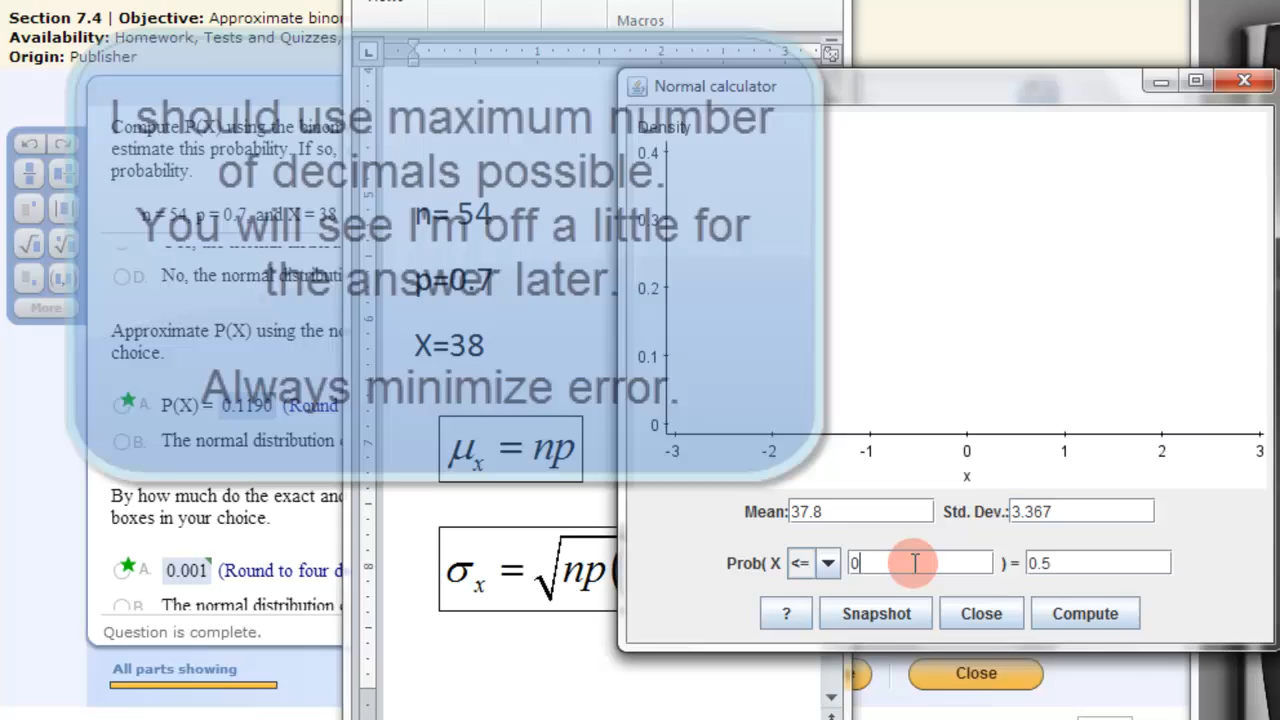 Section 7.4 | Objective: Approximate bino
Availability: Homework, Tests and Quizzes,
Origin: Publisher
Macros
1 2 3
I should use maximum number
of decimals possible.
You will see I'm off a little for
the answer later.
Always minimize error.
Compute P(X) using the bino
estimate this probability. If so,
probability.
n = 54, p = 0.7, and X = 38
D. No, the normal distributi
More
Approximate P(X) using the no
choice.
A. P(X) = 0.1190 (Round
B. The normal distribution
By how much do the exact and
boxes in your choice.
A. 0.001 (Round to four d
B. The normal distribution
Question is complete.
All parts showing
n= 54
p=0.7
X=38
μx = np
σx = √np(
Normal calculator
Density
0.4
0.3
0.2
0.1
0
-3 -2 -1 0 1 2 3
x
Mean: 37.8 Std. Dev.: 3.367
Prob( X <= 0 ) = 0.5
? Snapshot Close Compute
Close